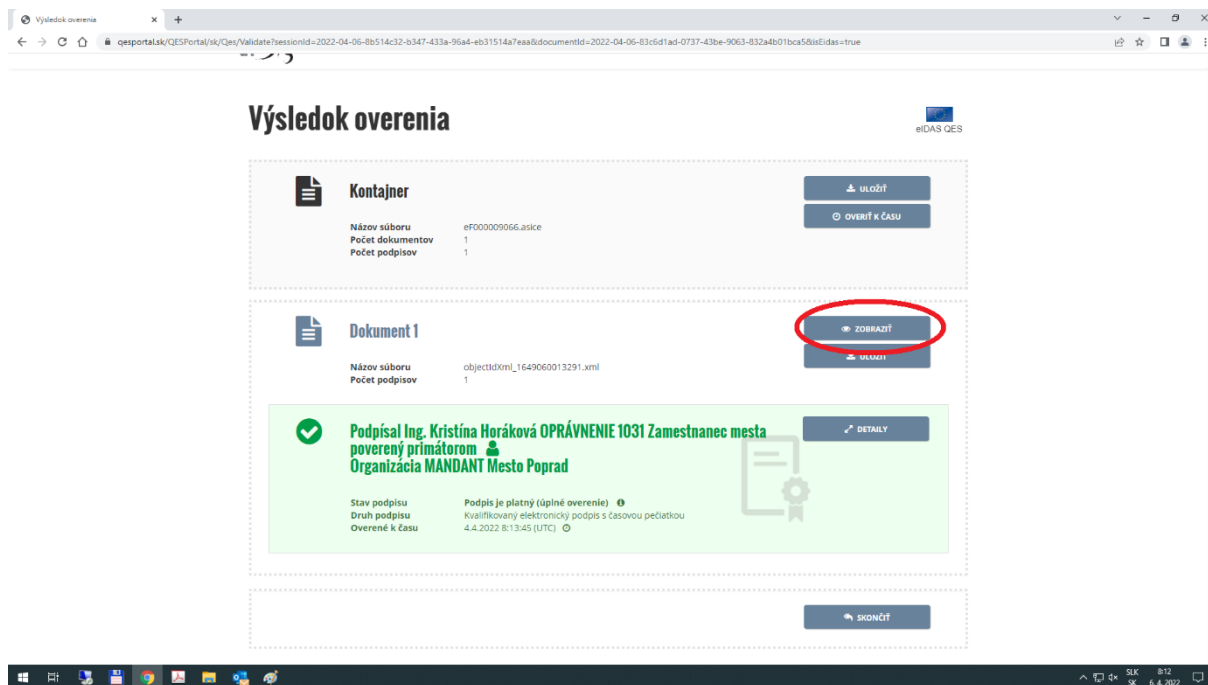 Výsledok overenia
qesportal.sk/QESPortal/sk/Qes/Validate?sessionId=2022-04-06-8b514c32-b347-433a-96a4-eb31514a7eaa&documentId=2022-04-06-83c6d1ad-0737-43be-9063-832a4b01bca5&isEidas=true
Výsledok overenia
eIDAS QES
Kontajner
ULOŽIŤ
OVERIŤ K ČASU
Názov súboru eF000009066.asice
Počet dokumentov 1
Počet podpisov 1
Dokument 1
ZOBRAZIŤ
ULOŽIŤ
Názov súboru objectIdXml_1649060013291.xml
Počet podpisov 1
Podpísal Ing. Kristína Horáková OPRÁVNENIE 1031 Zamestnanec mesta
poverený primátorom
Organizácia MANDANT Mesto Poprad
DETAILY
Stav podpisu Podpis je platný (úplné overenie)
Druh podpisu Kvalifikovaný elektronický podpis s časovou pečiatkou
Overené k času 4.4.2022 8:13:45 (UTC)
SKONČIŤ
SLK 8:12
SK 6. 4. 2022